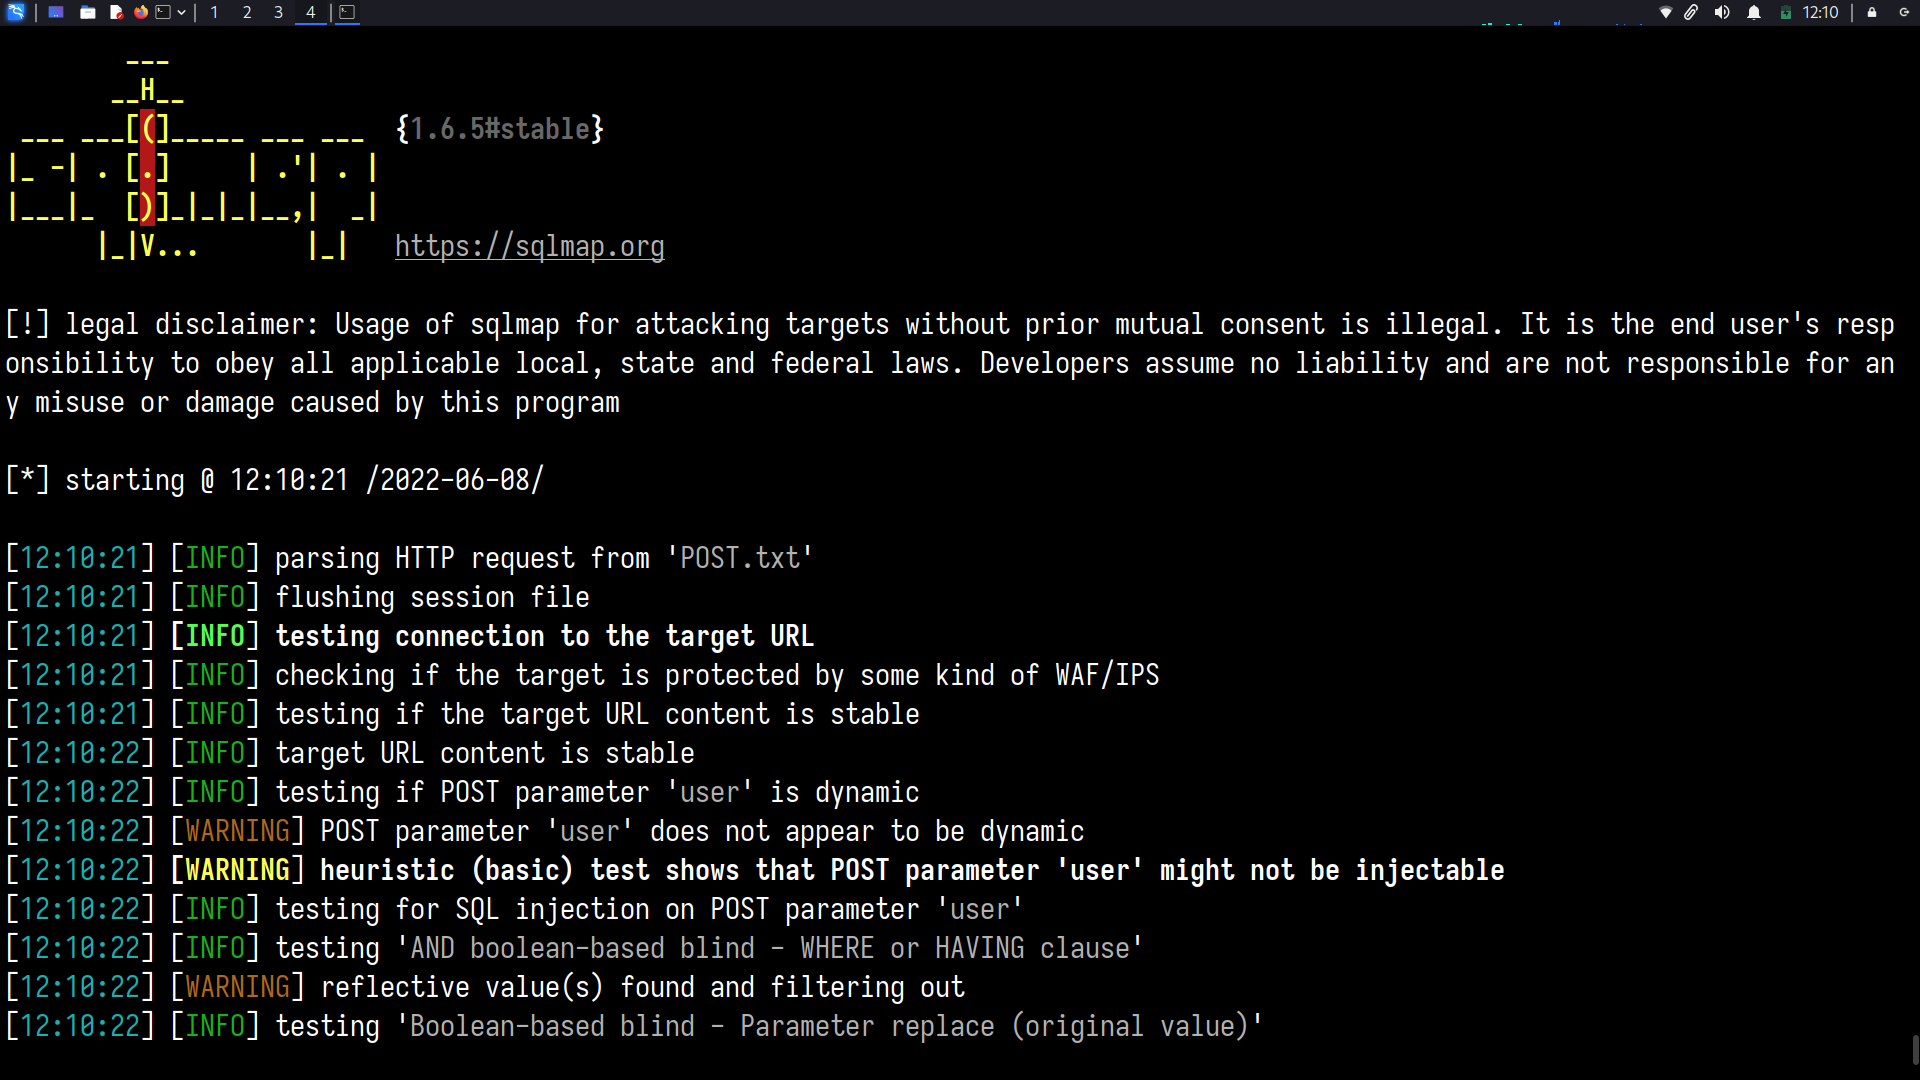 1 2 3 4 12:10
{1.6.5#stable}
https://sqlmap.org
[!] legal disclaimer: Usage of sqlmap for attacking targets without prior mutual consent is illegal. It is the end user's resp
onsibility to obey all applicable local, state and federal laws. Developers assume no liability and are not responsible for an
y misuse or damage caused by this program
[*] starting @ 12:10:21 /2022-06-08/
[12:10:21] [INFO] parsing HTTP request from 'POST.txt'
[12:10:21] [INFO] flushing session file
[12:10:21] [INFO] testing connection to the target URL
[12:10:21] [INFO] checking if the target is protected by some kind of WAF/IPS
[12:10:21] [INFO] testing if the target URL content is stable
[12:10:22] [INFO] target URL content is stable
[12:10:22] [INFO] testing if POST parameter 'user' is dynamic
[12:10:22] [WARNING] POST parameter 'user' does not appear to be dynamic
[12:10:22] [WARNING] heuristic (basic) test shows that POST parameter 'user' might not be injectable
[12:10:22] [INFO] testing for SQL injection on POST parameter 'user'
[12:10:22] [INFO] testing 'AND boolean-based blind - WHERE or HAVING clause'
[12:10:22] [WARNING] reflective value(s) found and filtering out
[12:10:22] [INFO] testing 'Boolean-based blind - Parameter replace (original value)'